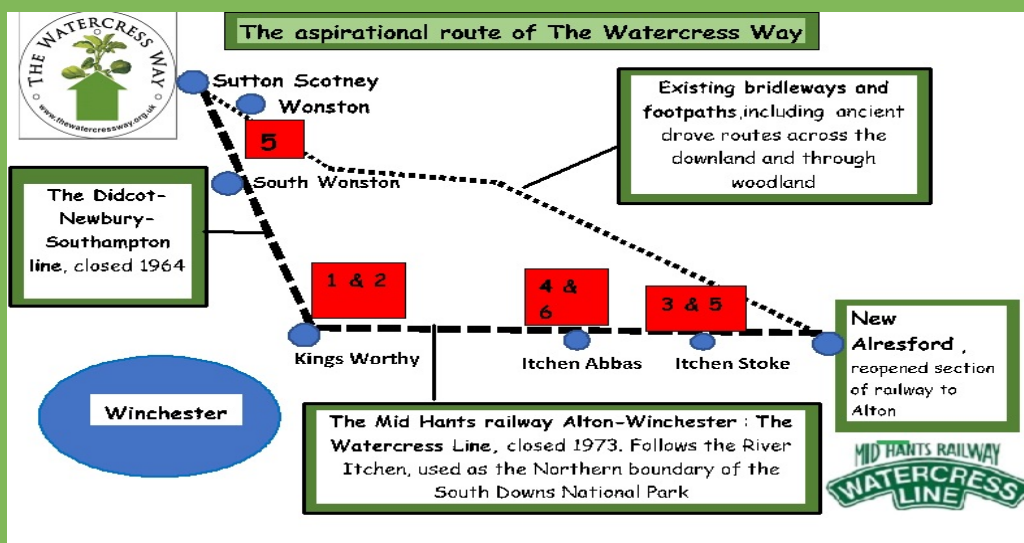 The aspirational route of The Watercress Way
THE WATERCRESS WAY
www.thewatercressway.org.uk
Sutton Scotney
Wonston
5
South Wonston
Existing bridleways and
footpaths,including ancient
drove routes across the
downland and through
woodland
The Didcot-
Newbury-
Southampton
line, closed 1964
1 & 2
4 &
6
3 & 5
Kings Worthy
Itchen Abbas
Itchen Stoke
New
Alresford ,
reopened section
of railway to
Alton
Winchester
The Mid Hants railway Alton-Winchester : The
Watercress Line, closed 1973. Follows the River
Itchen, used as the Northern boundary of the
South Downs National Park
MID HANTS RAILWAY
WATERCRESS
LINE